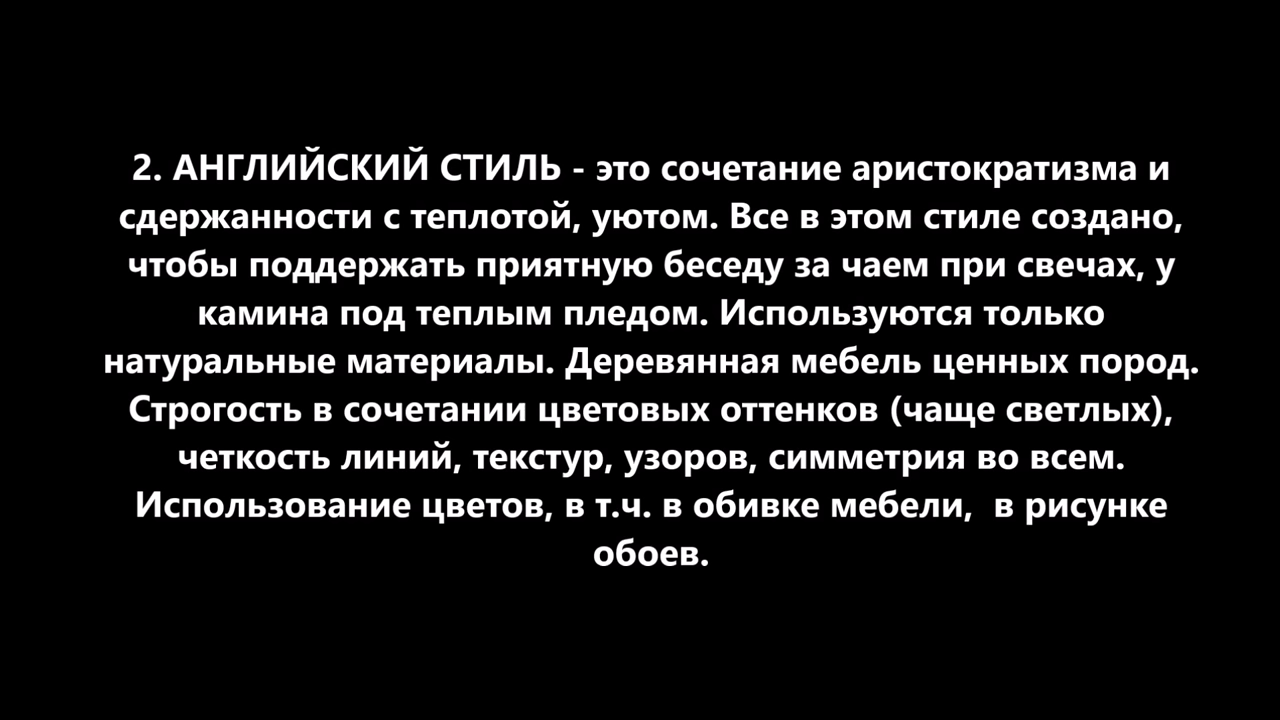 2. АНГЛИЙСКИЙ СТИЛЬ - это сочетание аристократизма и
сдержанности с теплотой, уютом. Все в этом стиле создано,
чтобы поддержать приятную беседу за чаем при свечах, у
камина под теплым пледом. Используются только
натуральные материалы. Деревянная мебель ценных пород.
Строгость в сочетании цветовых оттенков (чаще светлых),
четкость линий, текстур, узоров, симметрия во всем.
Использование цветов, в т.ч. в обивке мебели,  в рисунке
обоев.